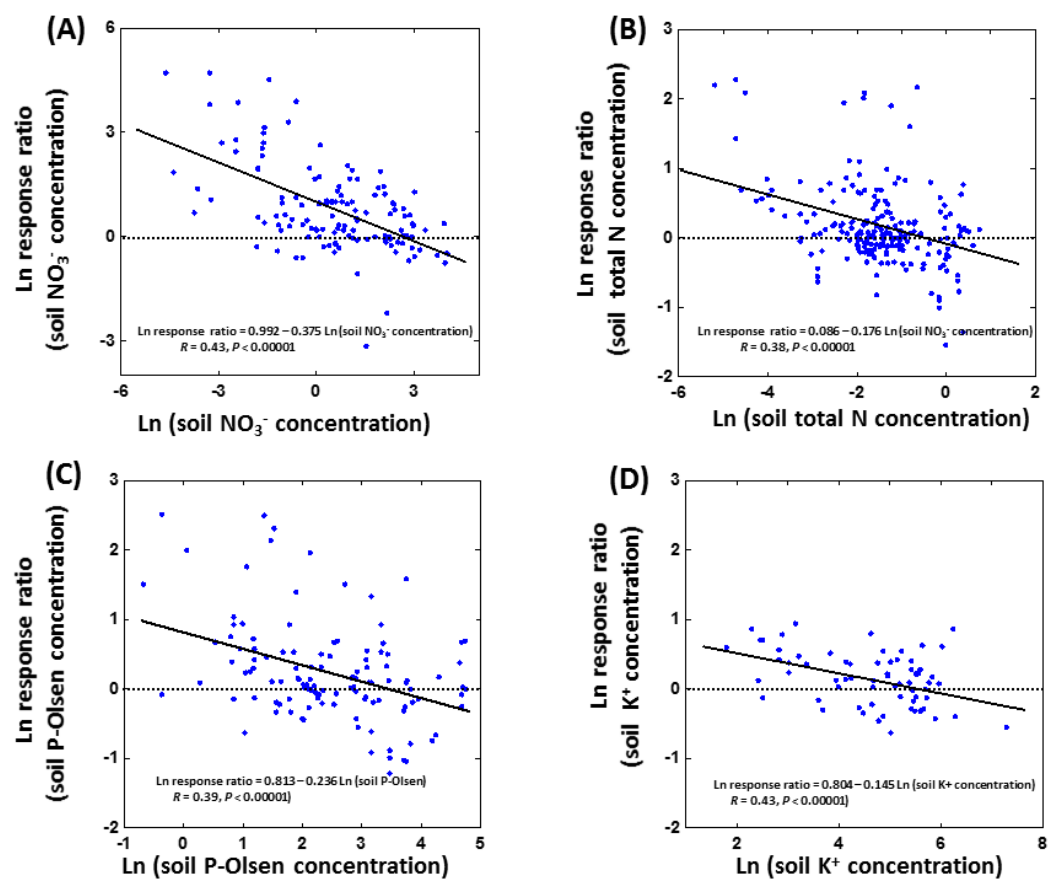 (A)
6
3
0
-3
-6
-3
0
3
Ln response ratio
(soil NO₃⁻ concentration)
Ln response ratio = 0.992 – 0.375 Ln (soil NO₃⁻ concentration)
R = 0.43, P < 0.00001
Ln (soil NO₃⁻ concentration)
(B)
3
2
1
0
-1
-2
-6
-4
-2
0
2
Ln response ratio
(soil total N concentration)
Ln response ratio = 0.086 – 0.176 Ln (soil NO₃⁻ concentration)
R = 0.38, P < 0.00001
Ln (soil total N concentration)
(C)
3
2
1
0
-1
-2
-1
0
1
2
3
4
5
Ln response ratio
(soil P-Olsen concentration)
Ln response ratio = 0.813 – 0.236 Ln (soil P-Olsen)
R = 0.39, P < 0.00001)
Ln (soil P-Olsen concentration)
(D)
3
2
1
0
-1
-2
2
4
6
8
Ln response ratio
(soil K⁺ concentration)
Ln response ratio = 0.804 – 0.145 Ln (soil K+ concentration)
R = 0.43, P < 0.00001)
Ln (soil K⁺ concentration)